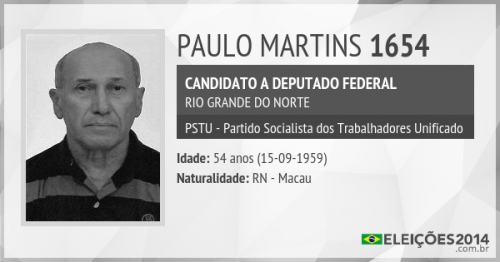 PAULO MARTINS 1654
CANDIDATO A DEPUTADO FEDERAL
RIO GRANDE DO NORTE
PSTU - Partido Socialista dos Trabalhadores Unificado
Idade: 54 anos (15-09-1959)
Naturalidade: RN - Macau
ELEIÇÕES2014
.com.br